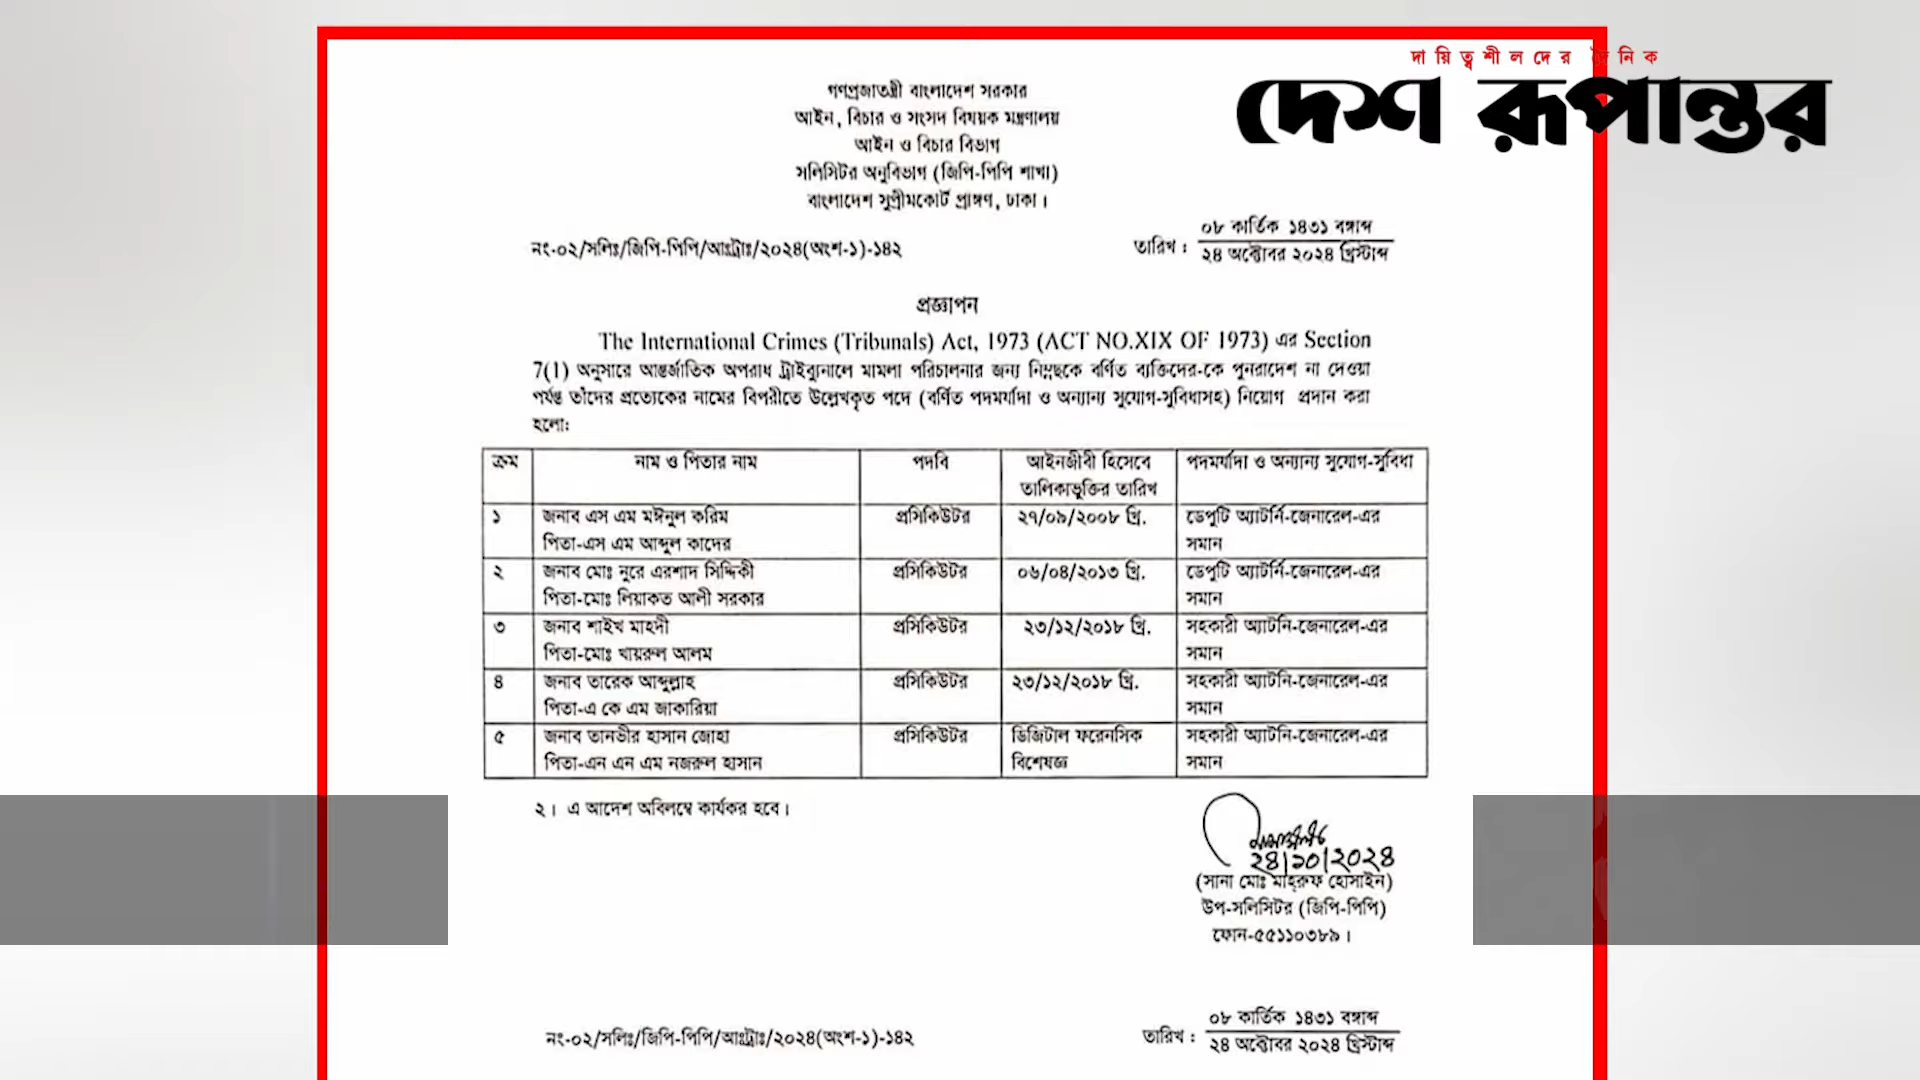 দায়িত্বশীলদের দৈনিক
দেশ রূপান্তর
গণপ্রজাতন্ত্রী বাংলাদেশ সরকার
আইন, বিচার ও সংসদ বিষয়ক মন্ত্রণালয়
আইন ও বিচার বিভাগ
সলিসিটর অনুবিভাগ (জিপি-পিপি শাখা)
বাংলাদেশ সুপ্রীমকোর্ট প্রাঙ্গণ, ঢাকা।
নং-০২/সলিঃ/জিপি-পিপি/আঃট্রাঃ/২০২৪(অংশ-১)-১৪২
তারিখ : ০৮ কার্তিক ১৪৩১ বঙ্গাব্দ
২৪ অক্টোবর ২০২৪ খ্রিস্টাব্দ
প্রজ্ঞাপন
The International Crimes (Tribunals) Act, 1973 (ACT NO.XIX OF 1973) এর Section
7(1) অনুসারে আন্তর্জাতিক অপরাধ ট্রাইব্যুনালে মামলা পরিচালনার জন্য নিম্নছকে বর্ণিত ব্যক্তিদের-কে পুনরাদেশ না দেওয়া
পর্যন্ত তাঁদের প্রত্যেকের নামের বিপরীতে উল্লেখকৃত পদে (বর্ণিত পদমর্যাদা ও অন্যান্য সুযোগ-সুবিধাসহ) নিয়োগ প্রদান করা
হলো:
ক্রম নাম ও পিতার নাম পদবি আইনজীবী হিসেবে তালিকাভুক্তির তারিখ পদমর্যাদা ও অন্যান্য সুযোগ-সুবিধা
১ জনাব এস এম মঈনুল করিম প্রসিকিউটর ২৭/০৯/২০০৮ খ্রি. ডেপুটি অ্যাটর্নি-জেনারেল-এর
পিতা-এস এম আব্দুল কাদের সমান
২ জনাব মোঃ নুরে এরশাদ সিদ্দিকী প্রসিকিউটর ০৬/০৪/২০১৩ খ্রি. ডেপুটি অ্যাটর্নি-জেনারেল-এর
পিতা-মোঃ লিয়াকত আলী সরকার সমান
৩ জনাব শাইখ মাহদী প্রসিকিউটর ২৩/১২/২০১৮ খ্রি. সহকারী অ্যাটর্নি-জেনারেল-এর
পিতা-মোঃ খায়রুল আলম সমান
৪ জনাব তারেক আব্দুল্লাহ প্রসিকিউটর ২৩/১২/২০১৮ খ্রি. সহকারী অ্যাটর্নি-জেনারেল-এর
পিতা-এ কে এম জাকারিয়া সমান
৫ জনাব তানভীর হাসান জোহা প্রসিকিউটর ডিজিটাল ফরেনসিক সহকারী অ্যাটর্নি-জেনারেল-এর
পিতা-এন এন এম নজরুল হাসান বিশেষজ্ঞ সমান
২। এ আদেশ অবিলম্বে কার্যকর হবে।
২৪/১০/২০২৪
(সানা মোঃ মাহ্‌রুফ হোসাইন)
উপ-সলিসিটর (জিপি-পিপি)
ফোন-৫৫১১০৩৮৯।
নং-০২/সলিঃ/জিপি-পিপি/আঃট্রাঃ/২০২৪(অংশ-১)-১৪২
তারিখ : ০৮ কার্তিক ১৪৩১ বঙ্গাব্দ
২৪ অক্টোবর ২০২৪ খ্রিস্টাব্দ